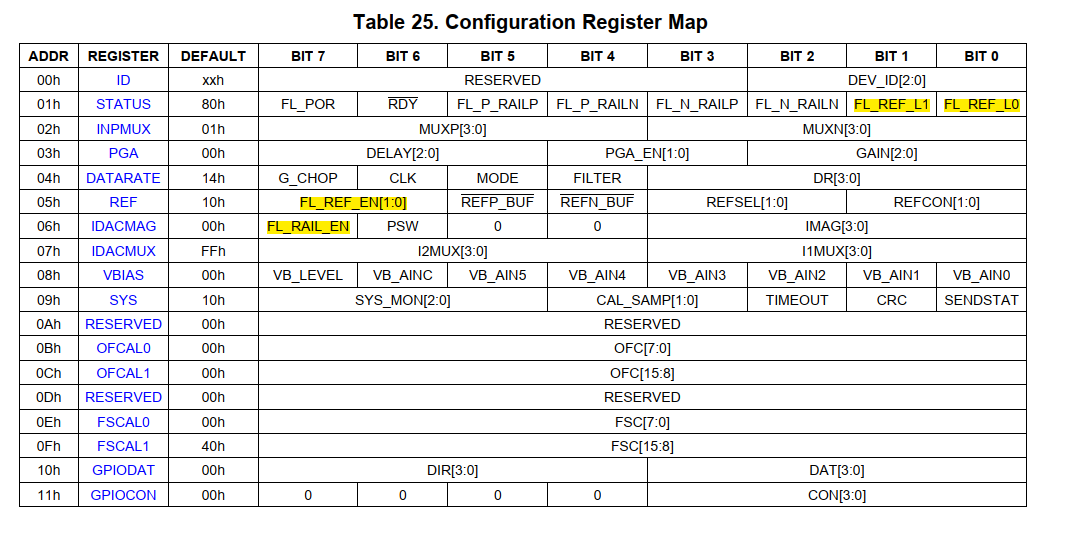 Table 25. Configuration Register Map
ADDR REGISTER DEFAULT BIT 7 BIT 6 BIT 5 BIT 4 BIT 3 BIT 2 BIT 1 BIT 0
00h ID xxh RESERVED DEV_ID[2:0]
01h STATUS 80h FL_POR RDY FL_P_RAILP FL_P_RAILN FL_N_RAILP FL_N_RAILN FL_REF_L1 FL_REF_L0
02h INPMUX 01h MUXP[3:0] MUXN[3:0]
03h PGA 00h DELAY[2:0] PGA_EN[1:0] GAIN[2:0]
04h DATARATE 14h G_CHOP CLK MODE FILTER DR[3:0]
05h REF 10h FL_REF_EN[1:0] REFP_BUF REFN_BUF REFSEL[1:0] REFCON[1:0]
06h IDACMAG 00h FL_RAIL_EN PSW 0 0 IMAG[3:0]
07h IDACMUX FFh I2MUX[3:0] I1MUX[3:0]
08h VBIAS 00h VB_LEVEL VB_AINC VB_AIN5 VB_AIN4 VB_AIN3 VB_AIN2 VB_AIN1 VB_AIN0
09h SYS 10h SYS_MON[2:0] CAL_SAMP[1:0] TIMEOUT CRC SENDSTAT
0Ah RESERVED 00h RESERVED
0Bh OFCAL0 00h OFC[7:0]
0Ch OFCAL1 00h OFC[15:8]
0Dh RESERVED 00h RESERVED
0Eh FSCAL0 00h FSC[7:0]
0Fh FSCAL1 40h FSC[15:8]
10h GPIODAT 00h DIR[3:0] DAT[3:0]
11h GPIOCON 00h 0 0 0 0 CON[3:0]